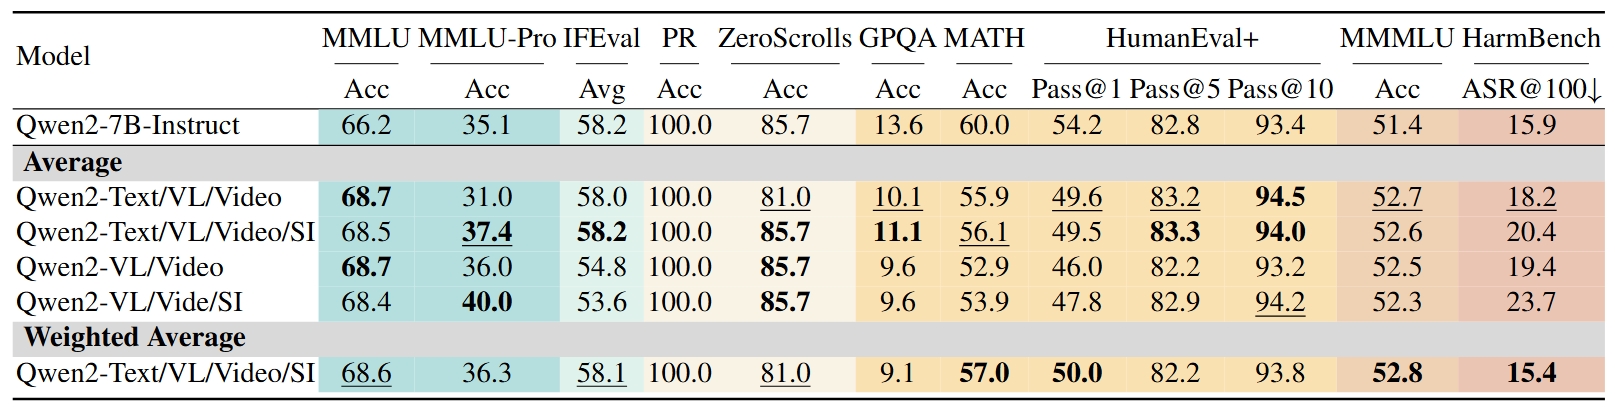 Model MMLU MMLU-Pro IFEval PR ZeroScrolls GPQA MATH HumanEval+ MMMLU HarmBench
Acc Acc Avg Acc Acc Acc Acc Pass@1 Pass@5 Pass@10 Acc ASR@100↓
Qwen2-7B-Instruct 66.2 35.1 58.2 100.0 85.7 13.6 60.0 54.2 82.8 93.4 51.4 15.9
Average
Qwen2-Text/VL/Video 68.7 31.0 58.0 100.0 81.0 10.1 55.9 49.6 83.2 94.5 52.7 18.2
Qwen2-Text/VL/Video/SI 68.5 37.4 58.2 100.0 85.7 11.1 56.1 49.5 83.3 94.0 52.6 20.4
Qwen2-VL/Video 68.7 36.0 54.8 100.0 85.7 9.6 52.9 46.0 82.2 93.2 52.5 19.4
Qwen2-VL/Vide/SI 68.4 40.0 53.6 100.0 85.7 9.6 53.9 47.8 82.9 94.2 52.3 23.7
Weighted Average
Qwen2-Text/VL/Video/SI 68.6 36.3 58.1 100.0 81.0 9.1 57.0 50.0 82.2 93.8 52.8 15.4